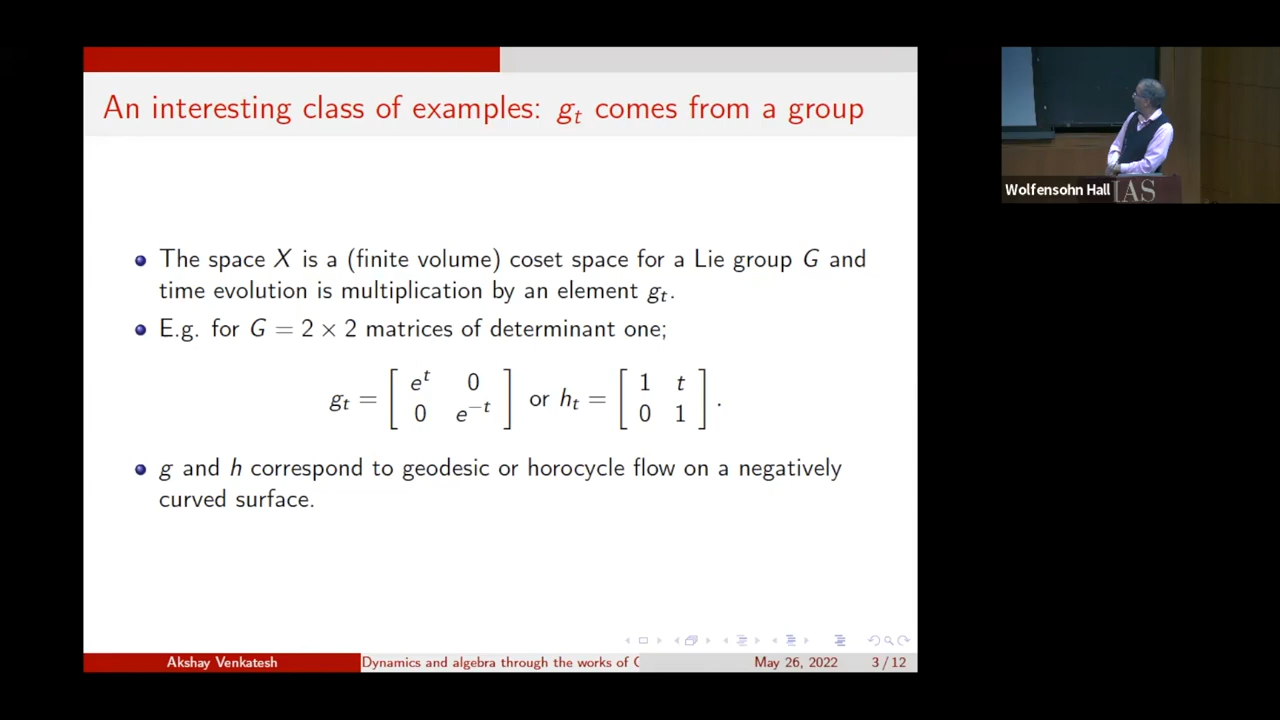 An interesting class of examples: g_t comes from a group
Wolfensohn Hall
IAS
The space X is a (finite volume) coset space for a Lie group G and
time evolution is multiplication by an element g_t.
E.g. for G = 2 × 2 matrices of determinant one;
g_t = [ e^t 0 ; 0 e^{-t} ] or h_t = [ 1 t ; 0 1 ] .
g and h correspond to geodesic or horocycle flow on a negatively
curved surface.
Akshay Venkatesh Dynamics and algebra through the works of May 26, 2022 3 / 12